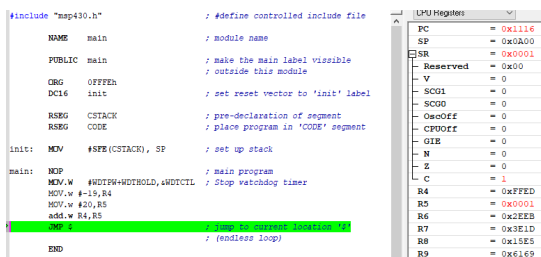 #include "msp430.h" ; #define controlled include file
NAME main ; module name
PUBLIC main ; make the main label vissible
; outside this module
ORG 0FFFEh
DC16 init ; set reset vector to 'init' label
RSEG CSTACK ; pre-declaration of segment
RSEG CODE ; place program in 'CODE' segment
init: MOV #SFE(CSTACK), SP ; set up stack
main: NOP ; main program
MOV.W #WDTPW+WDTHOLD,&WDTCTL ; Stop watchdog timer
MOV.w #-19,R4
MOV.w #20,R5
add.w R4,R5
JMP $ ; jump to current location '$'
; (endless loop)
END
CPU Registers
PC = 0x1116
SP = 0x0A00
SR = 0x0001
Reserved = 0x00
V = 0
SCG1 = 0
SCG0 = 0
OscOff = 0
CPUOff = 0
GIE = 0
N = 0
Z = 0
C = 1
R4 = 0xFFED
R5 = 0x0001
R6 = 0x2EEB
R7 = 0x3E1D
R8 = 0x15E5
R9 = 0x6169